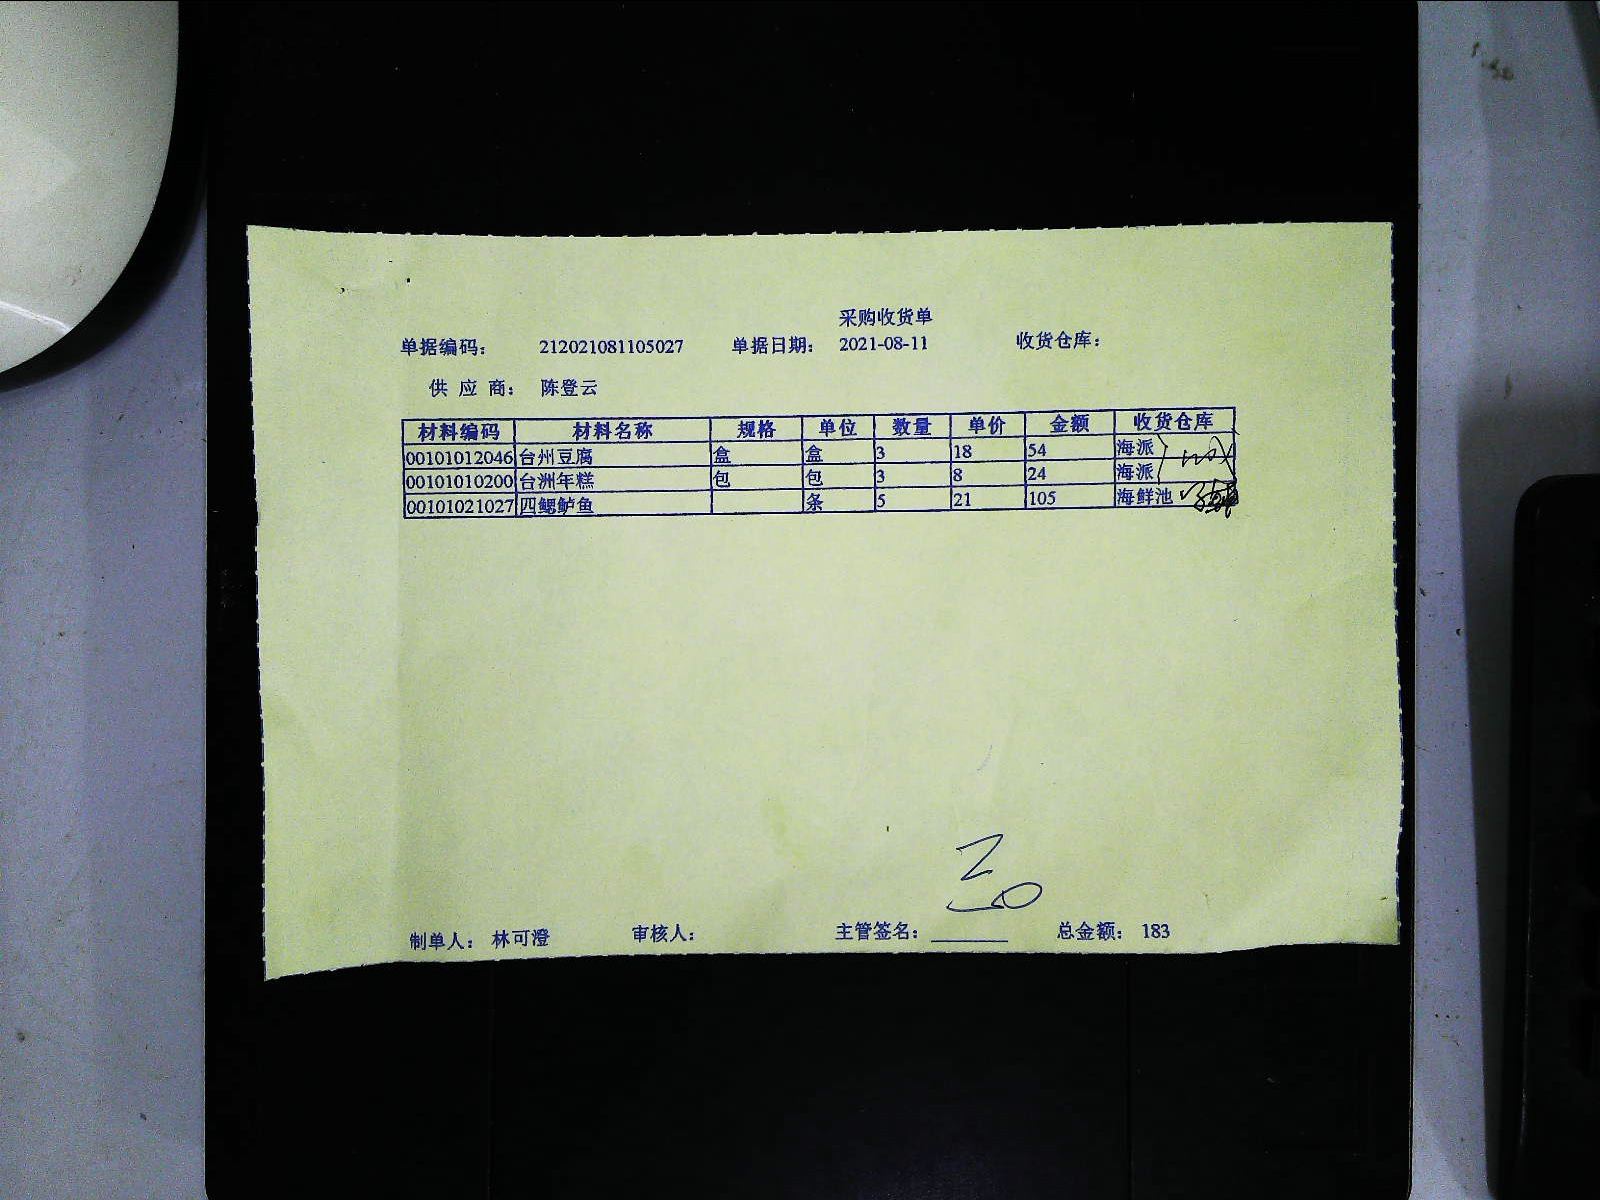 采购收货单
单据编码： 212021081105027 单据日期： 2021-08-11 收货仓库：
供 应 商： 陈登云
材料编码 材料名称 规格 单位 数量 单价 金额 收货仓库
00101012046 台州豆腐 盒 盒 3 18 54 海派
00101010200 台洲年糕 包 包 3 8 24 海派
00101021027 四鳃鲈鱼 条 5 21 105 海鲜池
制单人： 林可澄 审核人： 主管签名： 总金额： 183